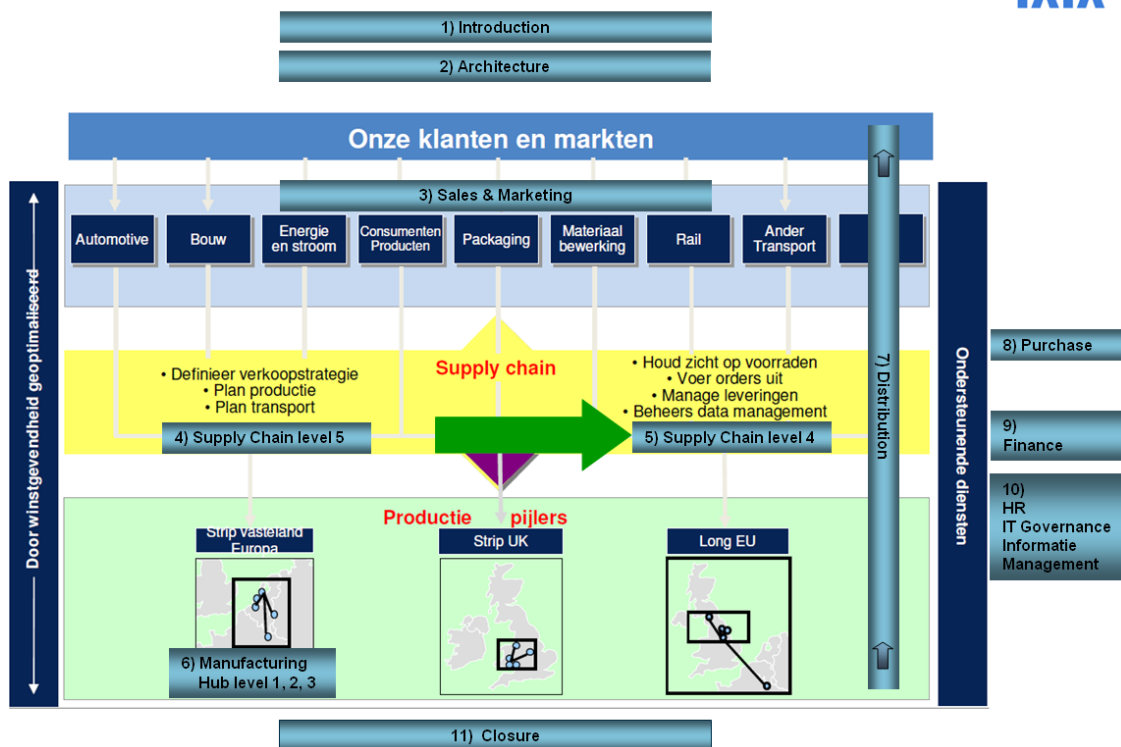 TATA
1) Introduction
2) Architecture
Onze klanten en markten
3) Sales & Marketing
Automotive
Bouw
Energie
en stroom
Consumenten
Producten
Packaging
Materiaal
bewerking
Rail
Ander
Transport
Door winstgevendheid geoptimaliseerd
• Definieer verkoopstrategie
• Plan productie
• Plan transport
Supply chain
• Houd zicht op voorraden
• Voer orders uit
• Manage leveringen
• Beheers data management
4) Supply Chain level 5
5) Supply Chain level 4
7) Distribution
Ondersteunende diensten
8) Purchase
9)
Finance
10)
HR
IT Governance
Informatie
Management
Productie pijlers
Strip Vasteland
Europa
Strip UK
Long EU
6) Manufacturing
Hub level 1, 2, 3
11) Closure